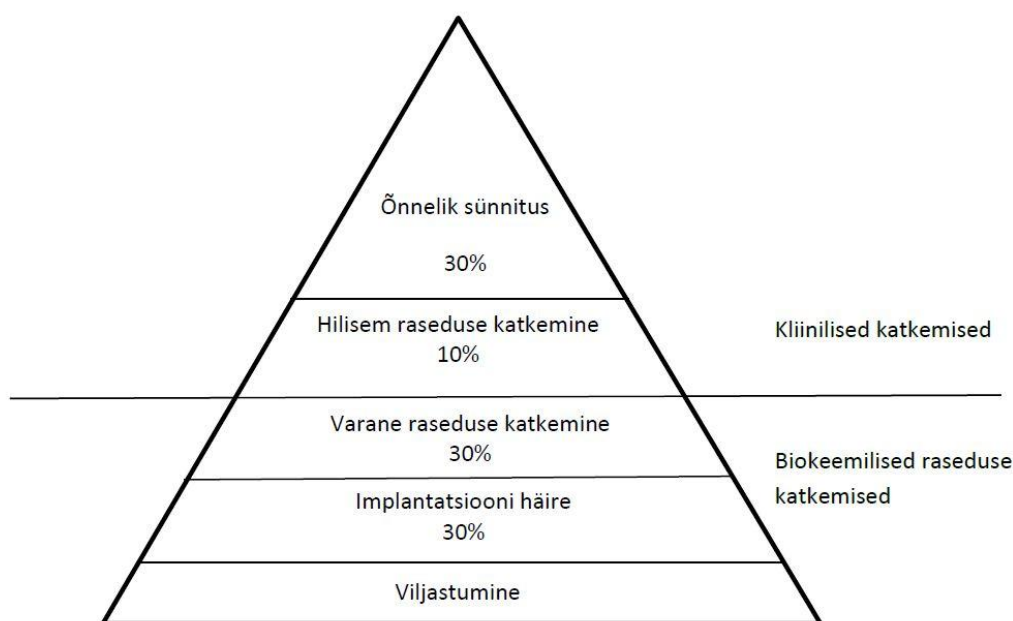 Õnnelik sünnitus
30%
Hilisem raseduse katkemine
10%
Kliinilised katkemised
Varane raseduse katkemine
30%
Biokeemilised raseduse
katkemised
Implantatsiooni häire
30%
Viljastumine